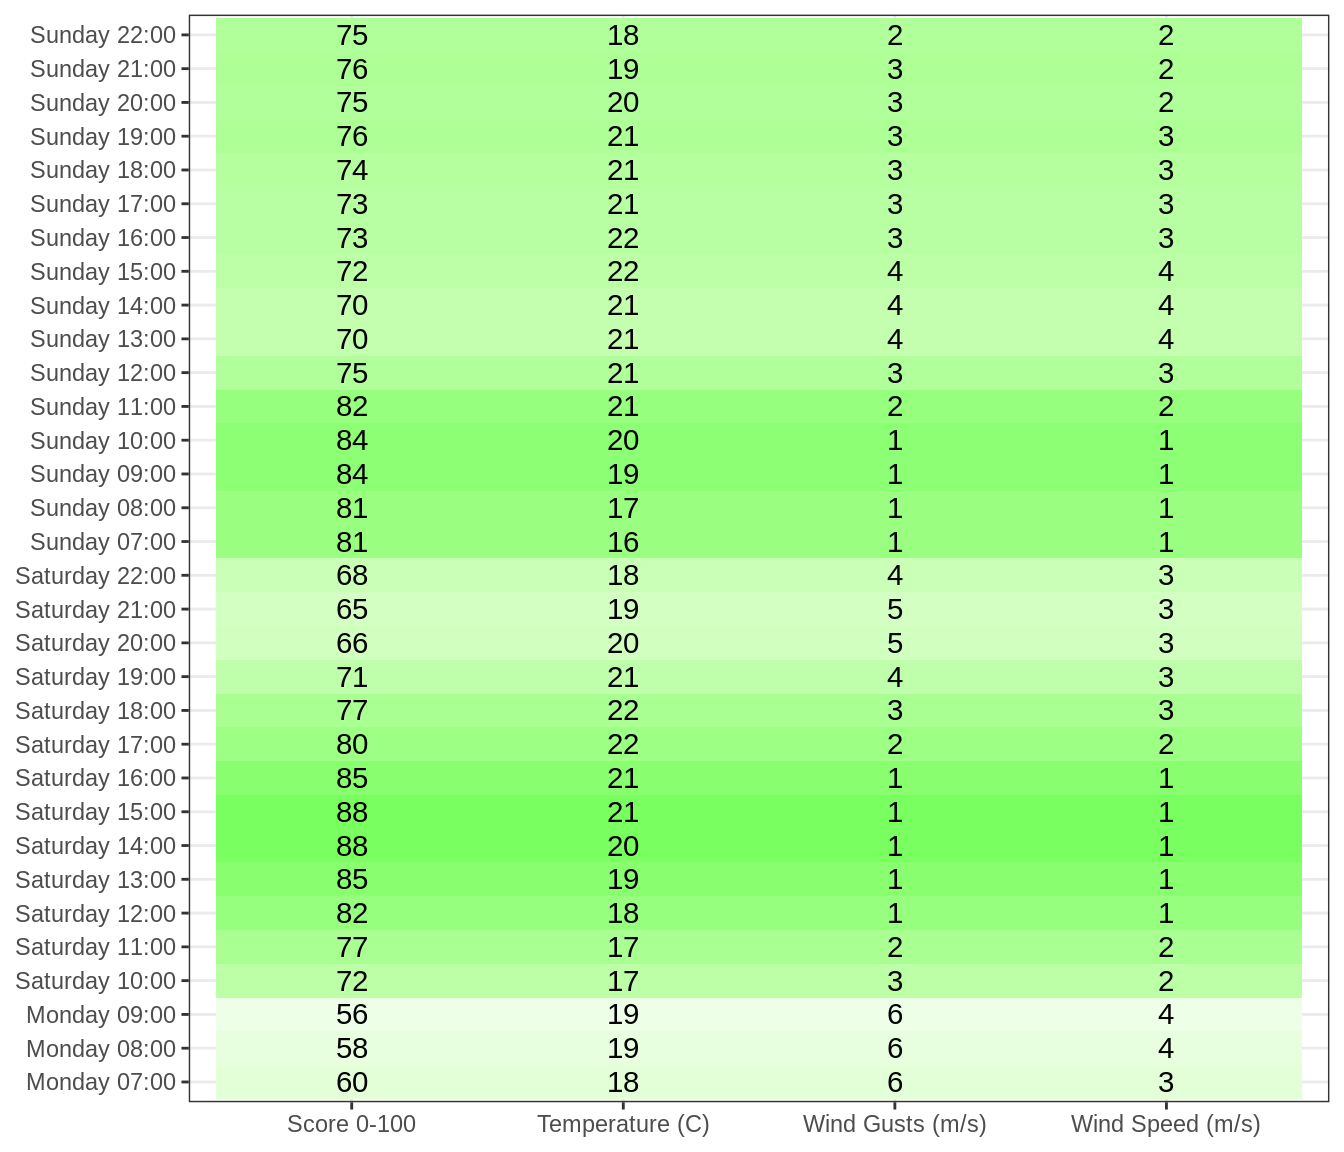 Sunday 22:00 75 18 2 2
Sunday 21:00 76 19 3 2
Sunday 20:00 75 20 3 2
Sunday 19:00 76 21 3 3
Sunday 18:00 74 21 3 3
Sunday 17:00 73 21 3 3
Sunday 16:00 73 22 3 3
Sunday 15:00 72 22 4 4
Sunday 14:00 70 21 4 4
Sunday 13:00 70 21 4 4
Sunday 12:00 75 21 3 3
Sunday 11:00 82 21 2 2
Sunday 10:00 84 20 1 1
Sunday 09:00 84 19 1 1
Sunday 08:00 81 17 1 1
Sunday 07:00 81 16 1 1
Saturday 22:00 68 18 4 3
Saturday 21:00 65 19 5 3
Saturday 20:00 66 20 5 3
Saturday 19:00 71 21 4 3
Saturday 18:00 77 22 3 3
Saturday 17:00 80 22 2 2
Saturday 16:00 85 21 1 1
Saturday 15:00 88 21 1 1
Saturday 14:00 88 20 1 1
Saturday 13:00 85 19 1 1
Saturday 12:00 82 18 1 1
Saturday 11:00 77 17 2 2
Saturday 10:00 72 17 3 2
Monday 09:00 56 19 6 4
Monday 08:00 58 19 6 4
Monday 07:00 60 18 6 3
Score 0-100 Temperature (C) Wind Gusts (m/s) Wind Speed (m/s)